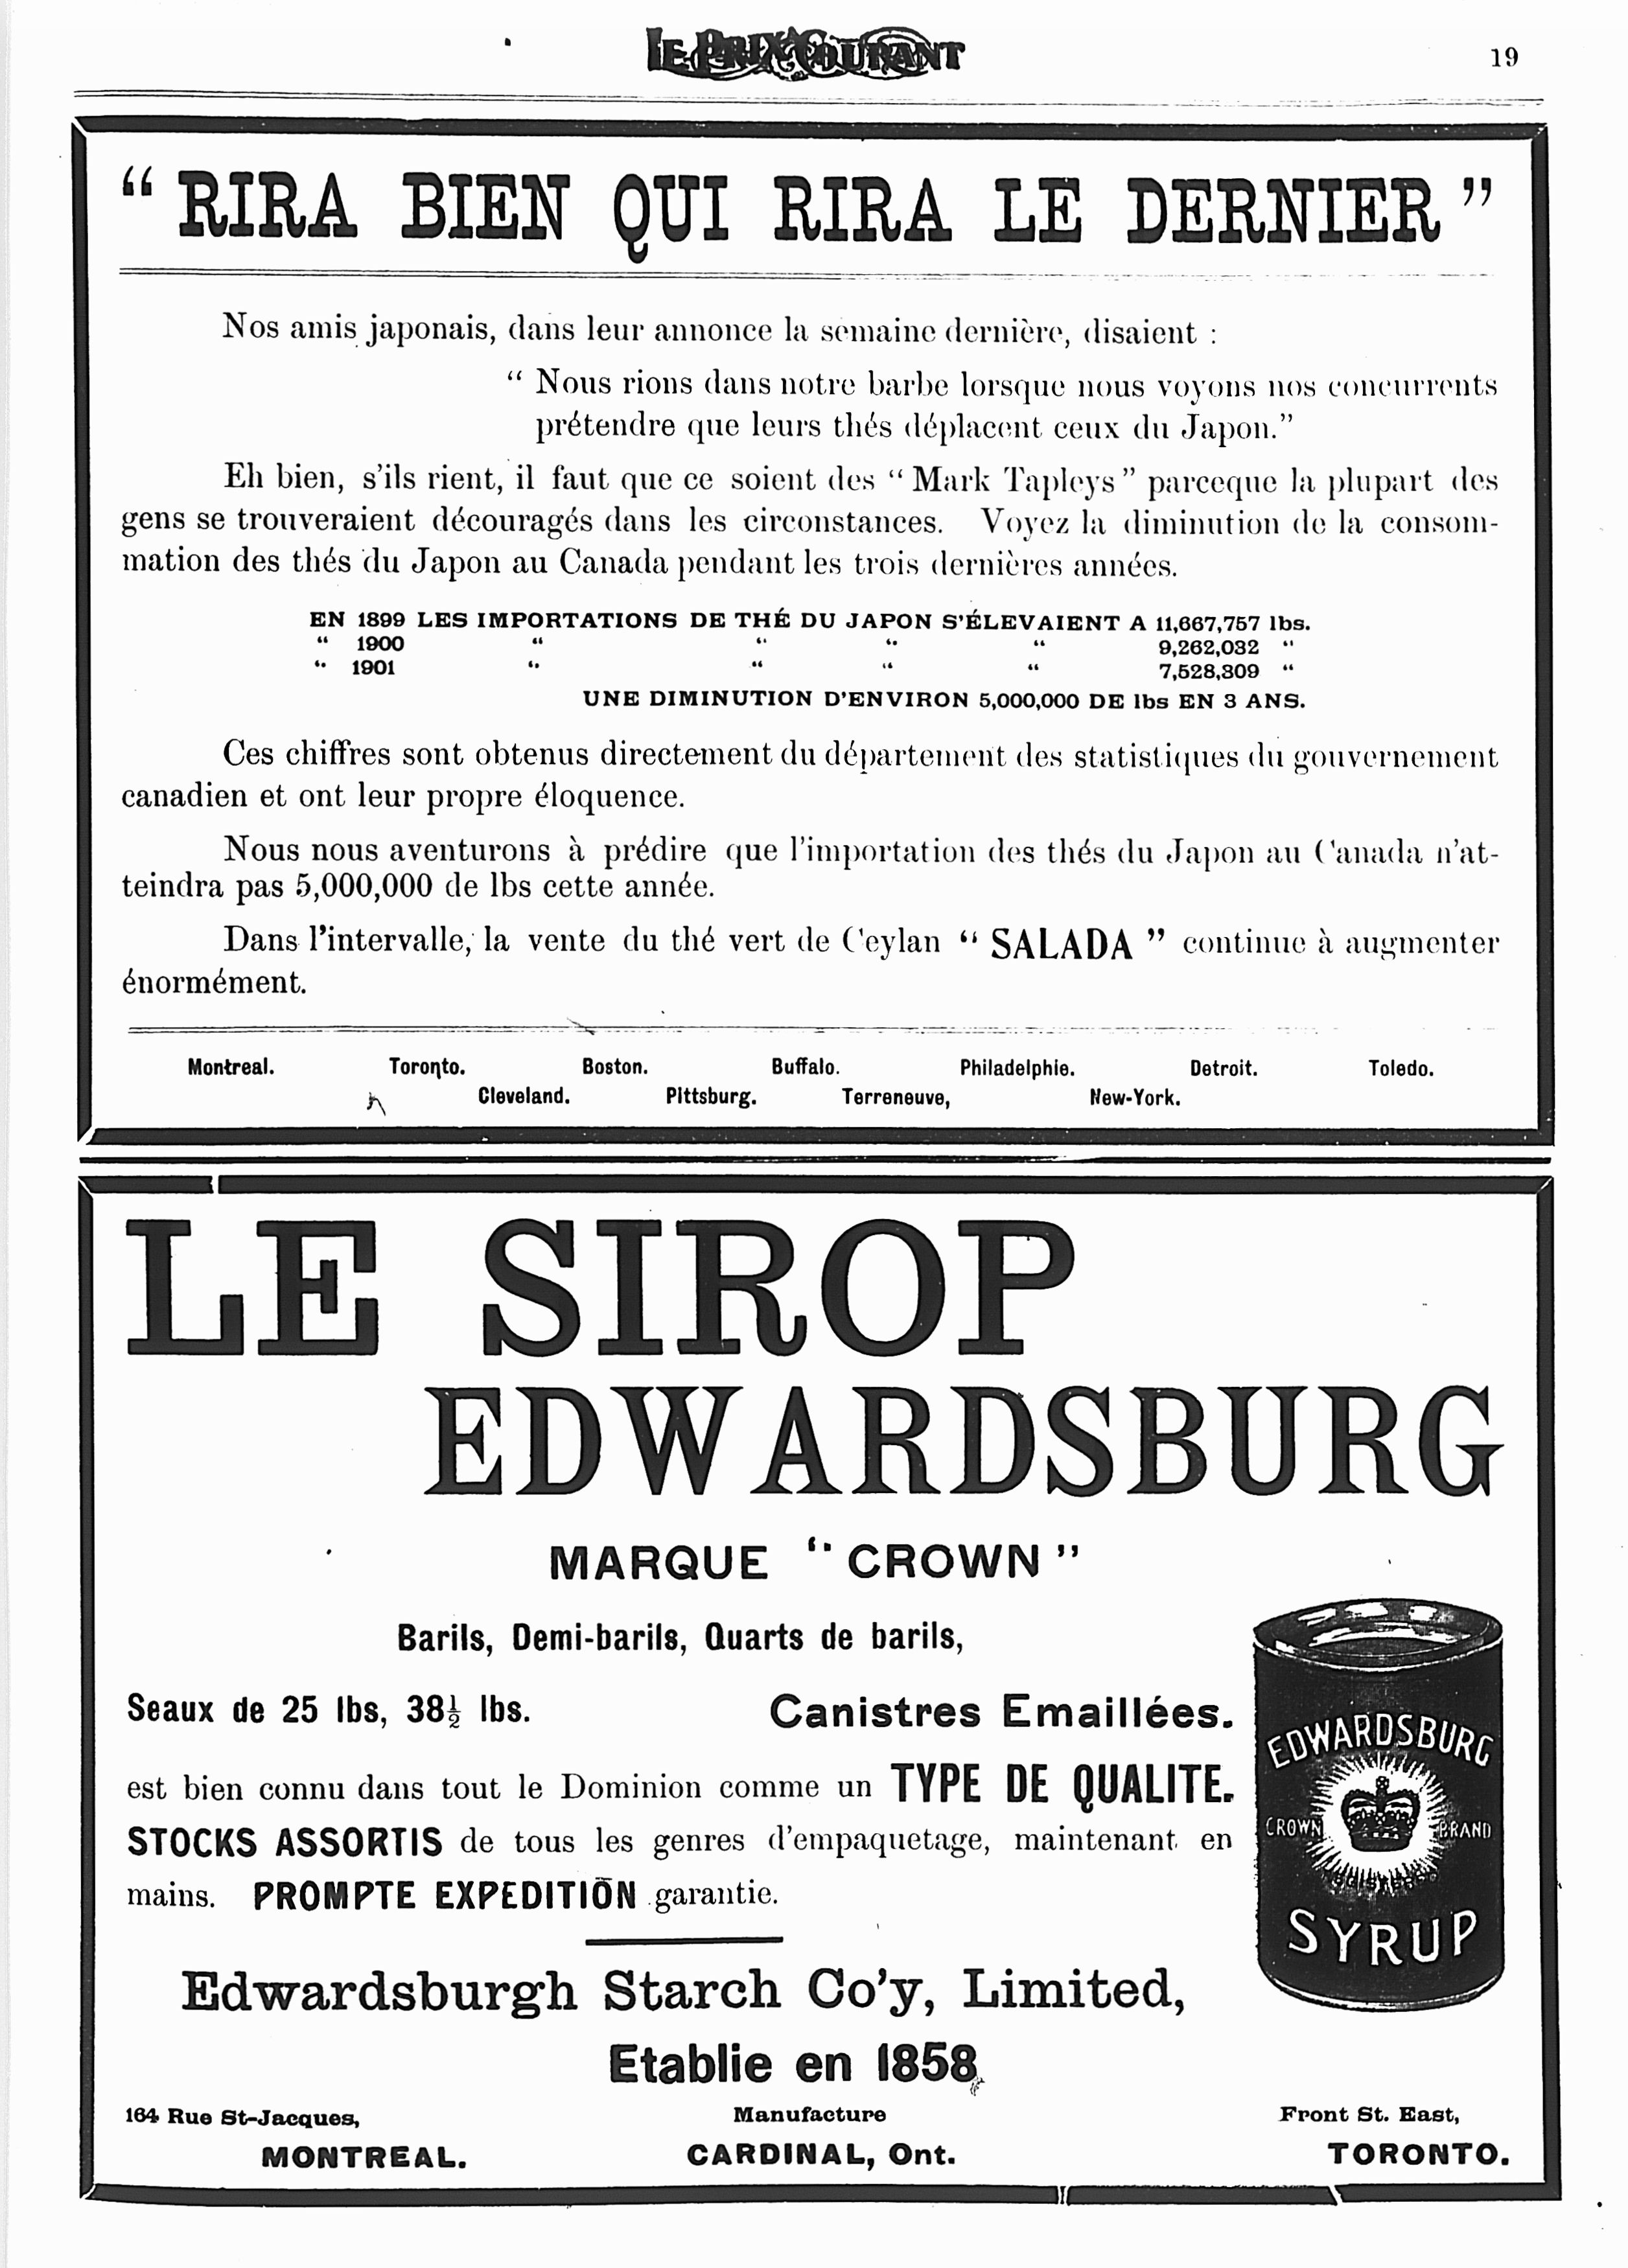 LE PRIX COURANT
19
“ RIRA BIEN QUI RIRA LE DERNIER ”
Nos amis japonais, dans leur annonce la semaine dernière, disaient :
“ Nous rions dans notre barbe lorsque nous voyons nos concurrents
prétendre que leurs thés déplacent ceux du Japon.”
Eh bien, s'ils rient, il faut que ce soient des “ Mark Tapleys ” parceque la plupart des
gens se trouveraient découragés dans les circonstances. Voyez la diminution de la consom-
mation des thés du Japon au Canada pendant les trois dernières années.
EN 1899 LES IMPORTATIONS DE THÉ DU JAPON S'ÉLEVAIENT A 11,667,757 lbs.
“ 1900 “ “ “ “ 9,262,032 “
“ 1901 “ “ “ “ 7,528,309 “
UNE DIMINUTION D'ENVIRON 5,000,000 DE lbs EN 3 ANS.
Ces chiffres sont obtenus directement du département des statistiques du gouvernement
canadien et ont leur propre éloquence.
Nous nous aventurons à prédire que l'importation des thés du Japon au Canada n'at-
teindra pas 5,000,000 de lbs cette année.
Dans l'intervalle, la vente du thé vert de Ceylan “ SALADA ” continue à augmenter
énormément.
Montreal. Toronto. Boston. Buffalo. Philadelphie. Detroit. Toledo.
Cleveland. Pittsburg. Terreneuve, New-York.
LE SIROP
EDWARDSBURG
MARQUE “ CROWN ”
Barils, Demi-barils, Quarts de barils,
Seaux de 25 lbs, 38½ lbs. Canistres Emaillées.
est bien connu dans tout le Dominion comme un TYPE DE QUALITE.
STOCKS ASSORTIS de tous les genres d'empaquetage, maintenant en
mains. PROMPTE EXPEDITION garantie.
EDWARDSBURG
CROWN BRAND
REGISTERED
SYRUP
Edwardsburgh Starch Co'y, Limited,
Etablie en 1858
164 Rue St-Jacques, Manufacture Front St. East,
MONTREAL. CARDINAL, Ont. TORONTO.